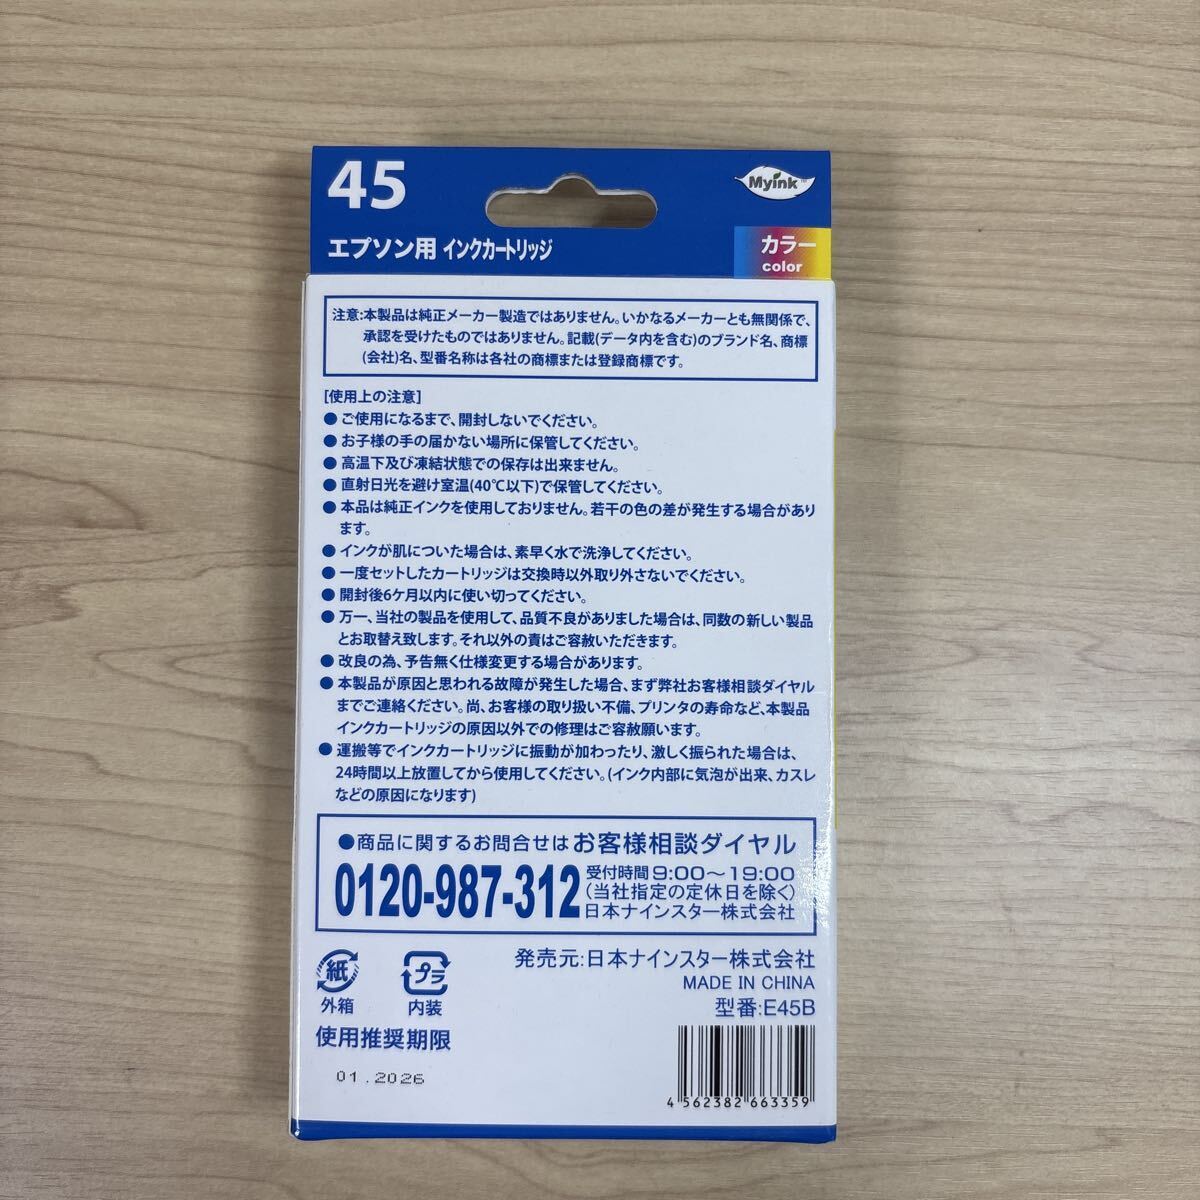 45
Myink™
エプソン用 インクカートリッジ
カラー
color
注意:本製品は純正メーカー製造ではありません。いかなるメーカーとも無関係で、
承認を受けたものではありません。記載(データ内を含む)のブランド名、商標
(会社)名、型番名称は各社の商標または登録商標です。
[使用上の注意]
●ご使用になるまで、開封しないでください。
●お子様の手の届かない場所に保管してください。
●高温下及び凍結状態での保存は出来ません。
●直射日光を避け室温(40℃以下)で保管してください。
●本品は純正インクを使用しておりません。若干の色の差が発生する場合があり
ます。
●インクが肌についた場合は、素早く水で洗浄してください。
●一度セットしたカートリッジは交換時以外取り外さないでください。
●開封後6ケ月以内に使い切ってください。
●万一、当社の製品を使用して、品質不良がありました場合は、同数の新しい製品
とお取替え致します。それ以外の責はご容赦いただきます。
●改良の為、予告無く仕様変更する場合があります。
●本製品が原因と思われる故障が発生した場合、まず弊社お客様相談ダイヤル
までご連絡ください。尚、お客様の取り扱い不備、プリンタの寿命など、本製品
インクカートリッジの原因以外での修理はご容赦願います。
●運搬等でインクカートリッジに振動が加わったり、激しく振られた場合は、
24時間以上放置してから使用してください。(インク内部に気泡が出来、カスレ
などの原因になります)
●商品に関するお問合せは お客様相談ダイヤル
0120-987-312
受付時間 9:00～19:00
(当社指定の定休日を除く)
日本ナインスター株式会社
紙
外箱
プラ
内装
発売元:日本ナインスター株式会社
MADE IN CHINA
型番:E45B
使用推奨期限
01.2026
4 562382 663359